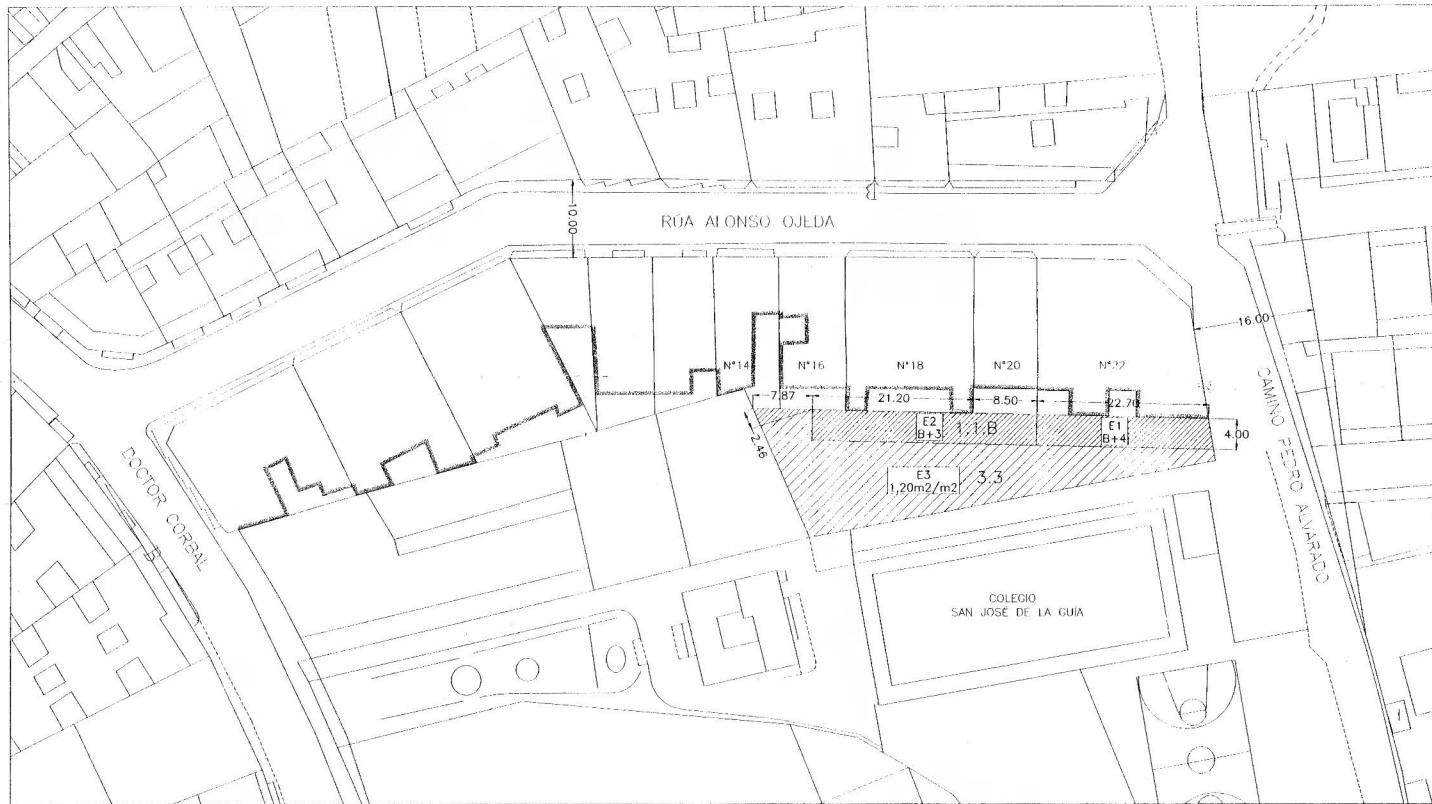 10.00
RÚA ALONSO OJEDA
16.00
Nº14
Nº16
Nº18
Nº20
Nº22
7.87
21.20
8.50
22.70
E2
B+3
1.1.B
E1
B+4
4.00
2.46
E3
1,20m2/m2
3.3
CAMINO PEDRO ALVARADO
DOCTOR CORBAL
COLEGIO
SAN JOSÉ DE LA GUÍA